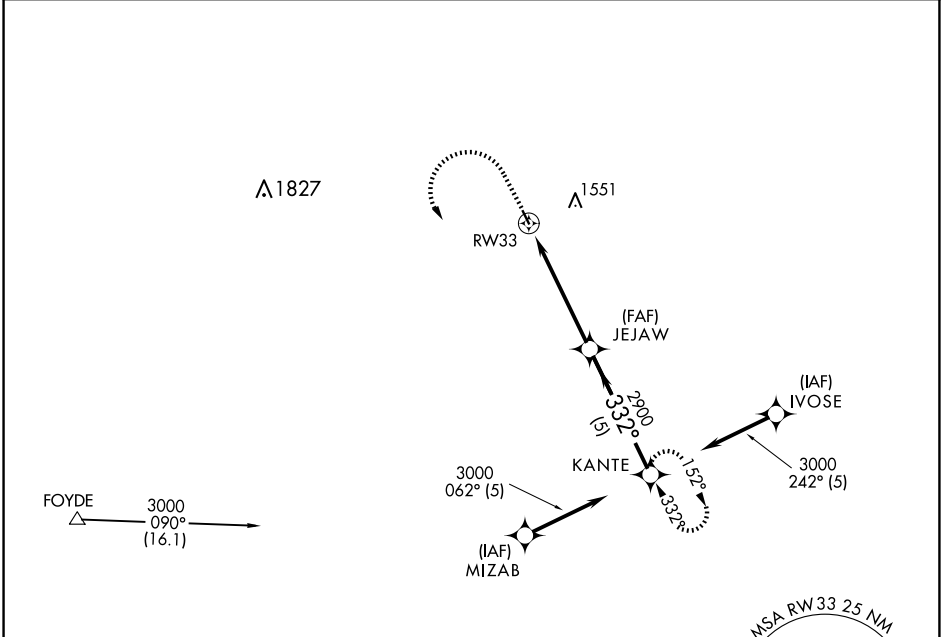 1827
1551
RW33
(FAF)
JEJAW
(IAF)
IVOSE
2900
332°
(5)
KANTE
152°
332°
3000
242° (5)
3000
062° (5)
FOYDE
3000
090°
(16.1)
(IAF)
MIZAB
MSA RW33 25 NM